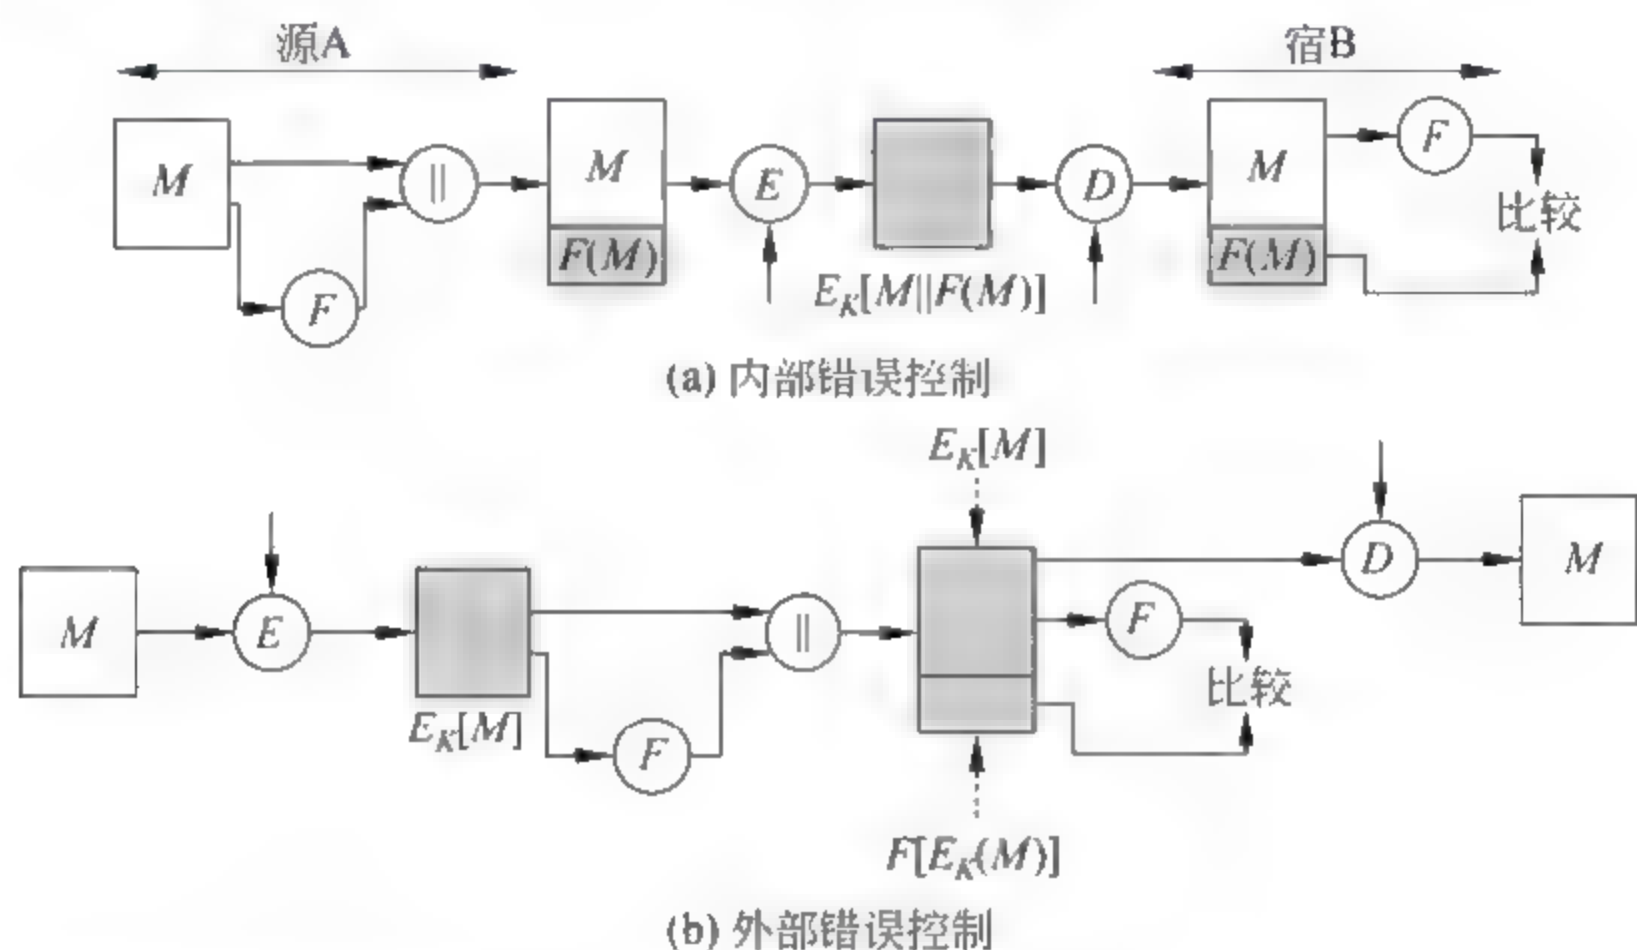 源A
宿B
M
F
||
M
F(M)
E
E_K[M||F(M)]
D
M
F(M)
F
比较
(a) 内部错误控制
M
E
E_K[M]
F
||
E_K[M]
F[E_K(M)]
F
比较
D
M
(b) 外部错误控制